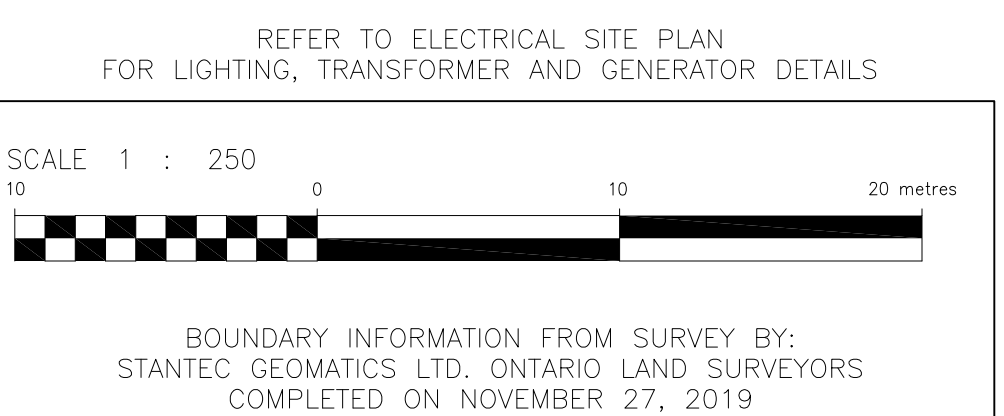 REFER TO ELECTRICAL SITE PLAN
FOR LIGHTING, TRANSFORMER AND GENERATOR DETAILS
SCALE 1 : 250
10 0 10 20 metres
BOUNDARY INFORMATION FROM SURVEY BY:
STANTEC GEOMATICS LTD. ONTARIO LAND SURVEYORS
COMPLETED ON NOVEMBER 27, 2019